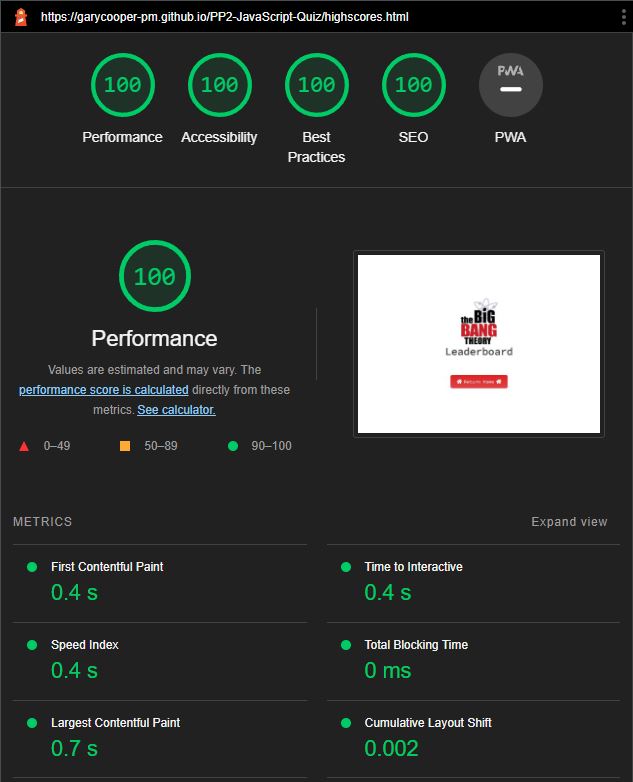 https://garycooper-pm.github.io/PP2-JavaScript-Quiz/highscores.html
100 100 100 100 PWA
Performance Accessibility Best Practices SEO PWA
100
Performance
Values are estimated and may vary. The
performance score is calculated directly from these
metrics. See calculator.
0–49 50–89 90–100
the BIG
BANG
THEORY
Leaderboard
Return Home
METRICS Expand view
First Contentful Paint
0.4 s
Time to Interactive
0.4 s
Speed Index
0.4 s
Total Blocking Time
0 ms
Largest Contentful Paint
0.7 s
Cumulative Layout Shift
0.002